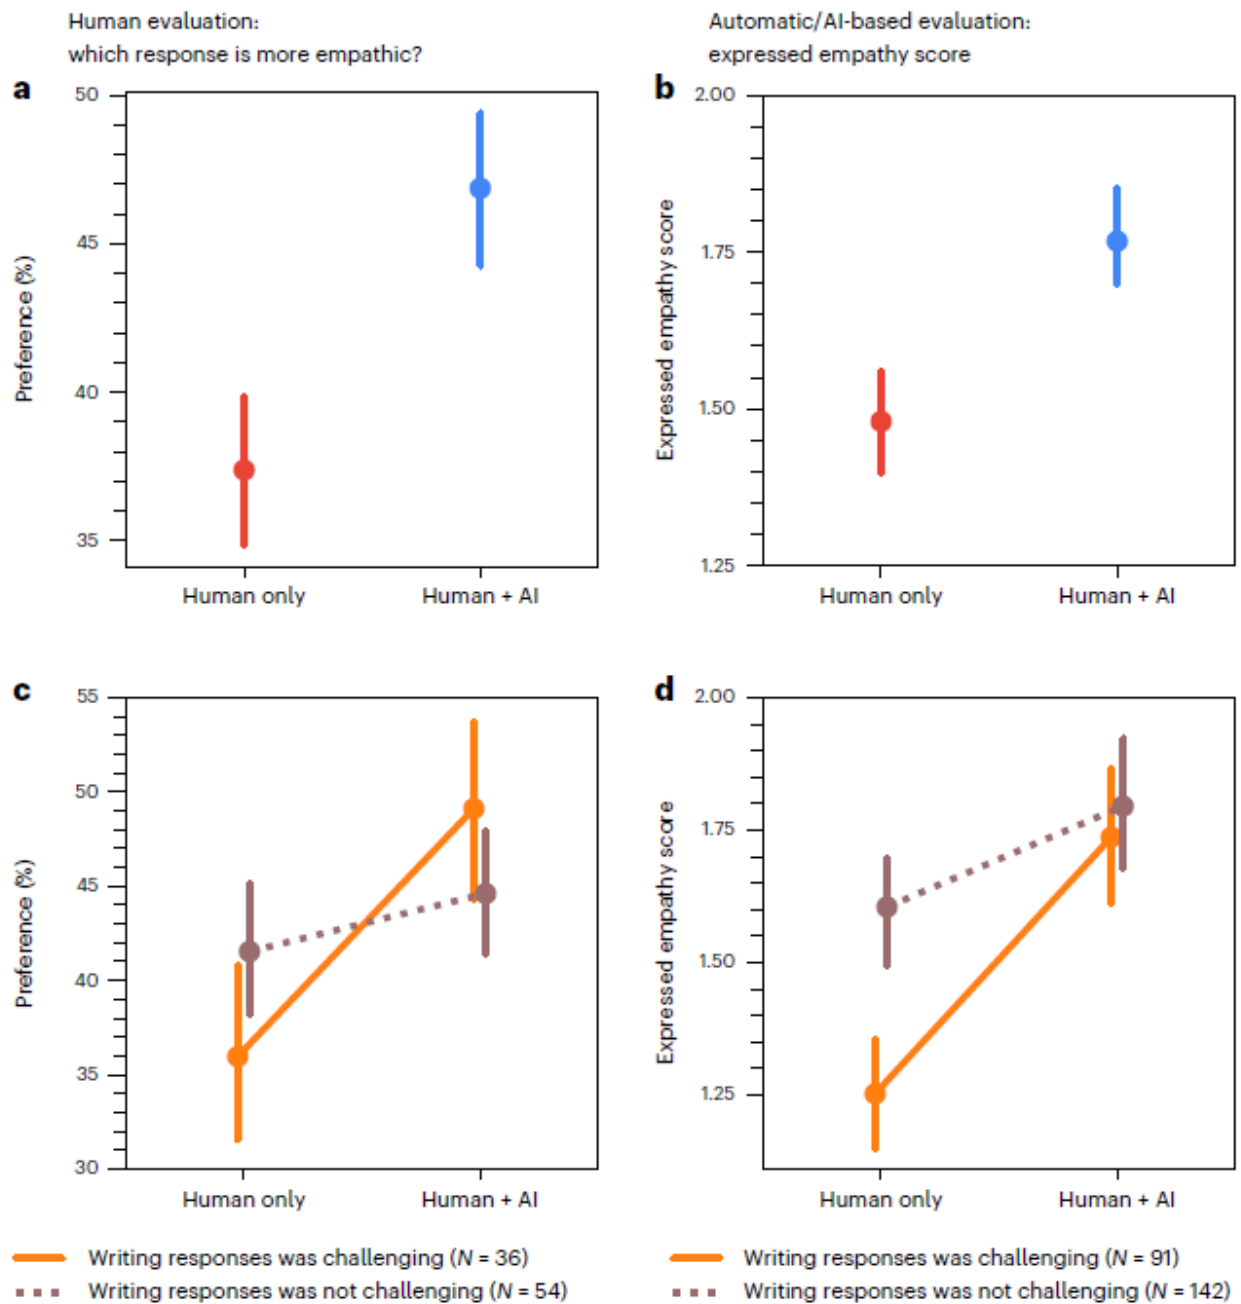 Human evaluation:
which response is more empathic?
Automatic/AI-based evaluation:
expressed empathy score
a
50
45
40
35
Preference (%)
Human only
Human + AI
b
2.00
1.75
1.50
1.25
Expressed empathy score
Human only
Human + AI
c
55
50
45
40
35
30
Preference (%)
Human only
Human + AI
d
2.00
1.75
1.50
1.25
Expressed empathy score
Human only
Human + AI
Writing responses was challenging (N = 36)
Writing responses was not challenging (N = 54)
Writing responses was challenging (N = 91)
Writing responses was not challenging (N = 142)